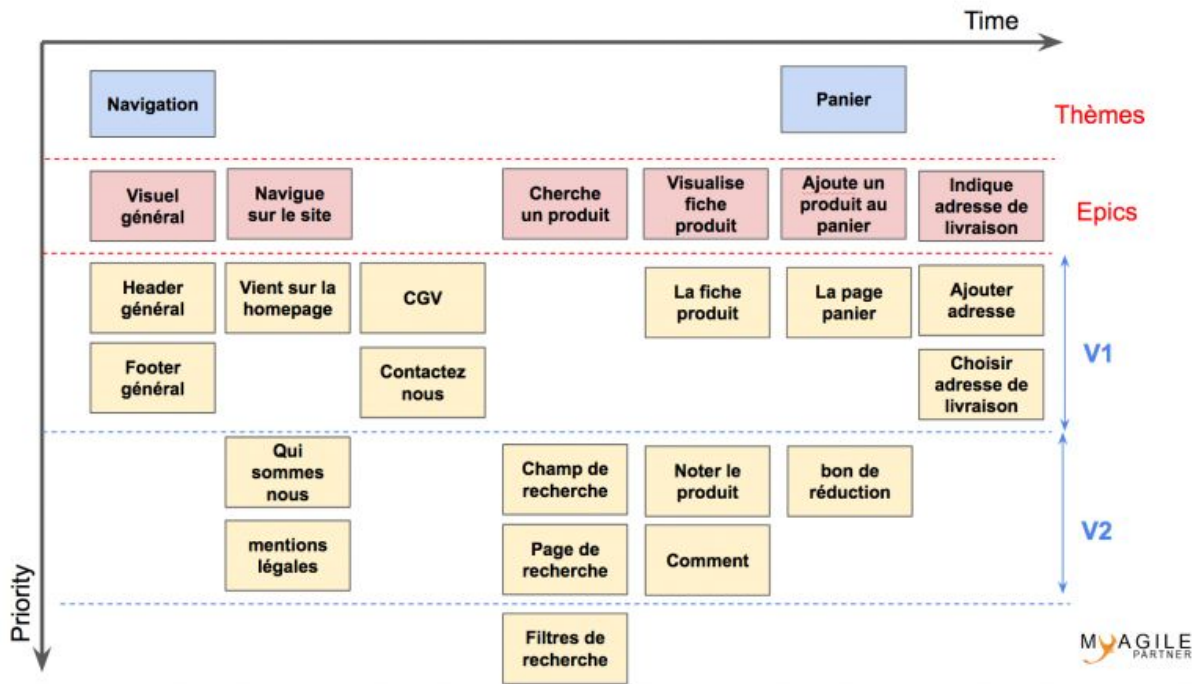 Time
Navigation
Panier
Thèmes
Visuel
général
Navigue
sur le site
Cherche
un produit
Visualise
fiche
produit
Ajoute un
produit au
panier
Indique
adresse de
livraison
Epics
Header
général
Vient sur la
homepage
CGV
La fiche
produit
La page
panier
Ajouter
adresse
V1
Footer
général
Contactez
nous
Choisir
adresse de
livraison
Qui
sommes
nous
Champ de
recherche
Noter le
produit
bon de
réduction
V2
mentions
légales
Page de
recherche
Comment
Priority
Filtres de
recherche
MYAGILE
PARTNER